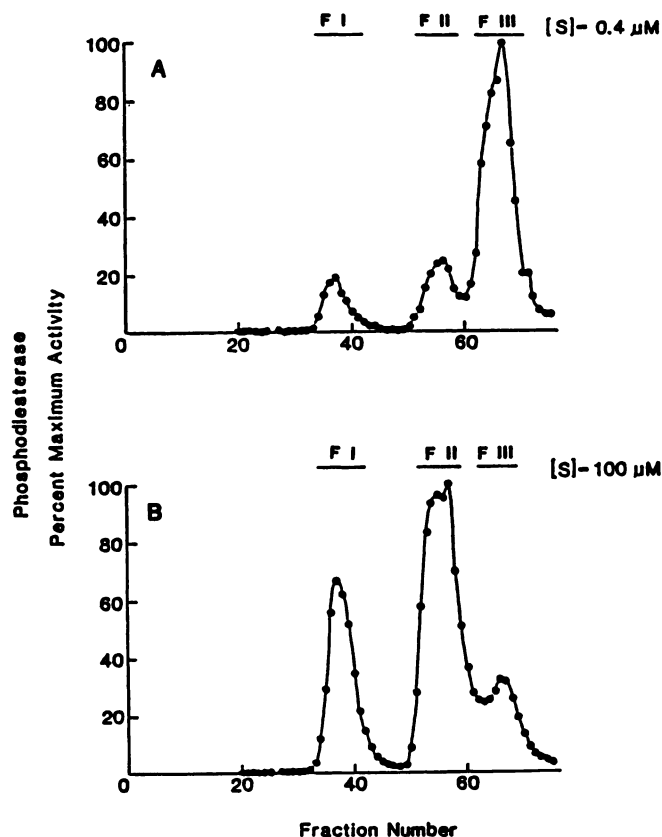 F I F II F III [S]- 0.4 µM
A
100
80
60
40
20
0 20 40 60
Phosphodiesterase
Percent Maximum Activity
F I F II F III [S]-100 µM
B
100
80
60
40
20
0 20 40 60
Fraction Number